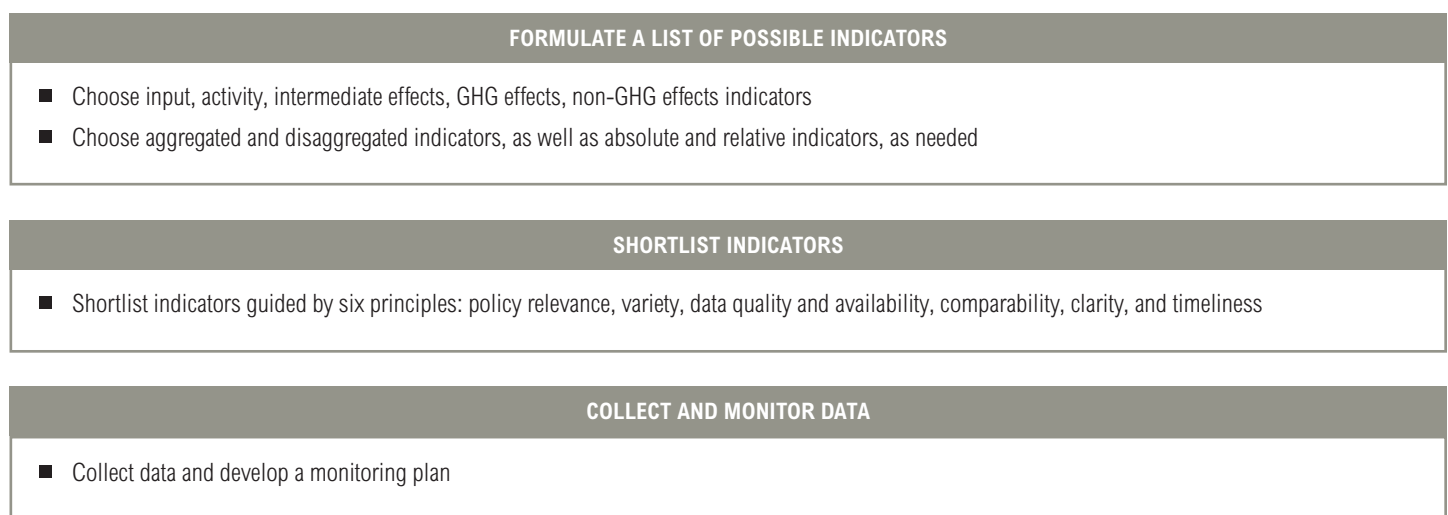 FORMULATE A LIST OF POSSIBLE INDICATORS
■ Choose input, activity, intermediate effects, GHG effects, non-GHG effects indicators
■ Choose aggregated and disaggregated indicators, as well as absolute and relative indicators, as needed
SHORTLIST INDICATORS
■ Shortlist indicators guided by six principles: policy relevance, variety, data quality and availability, comparability, clarity, and timeliness
COLLECT AND MONITOR DATA
■ Collect data and develop a monitoring plan